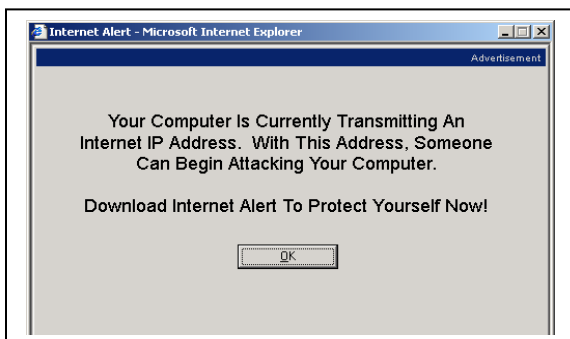 Internet Alert - Microsoft Internet Explorer
Advertisement
Your Computer Is Currently Transmitting An
Internet IP Address. With This Address, Someone
Can Begin Attacking Your Computer.
Download Internet Alert To Protect Yourself Now!
OK